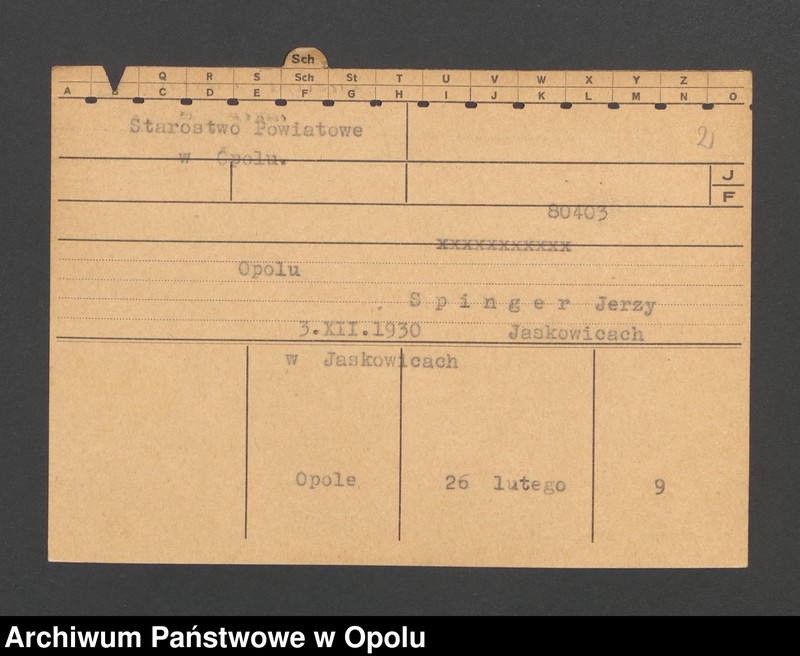 Sch
Q R S Sch St T U V W X Y Z
A B C D E F G H I J K L M N O
Starostwo Powiatowe
2)
w Opolu.
J
F
80403
xxxxxxxxxxx
Opolu
Spinger Jerzy
3.XII.1930 Jaskowicach
w Jaskowicach
Opole 26 lutego 9
Archiwum Państwowe w Opolu